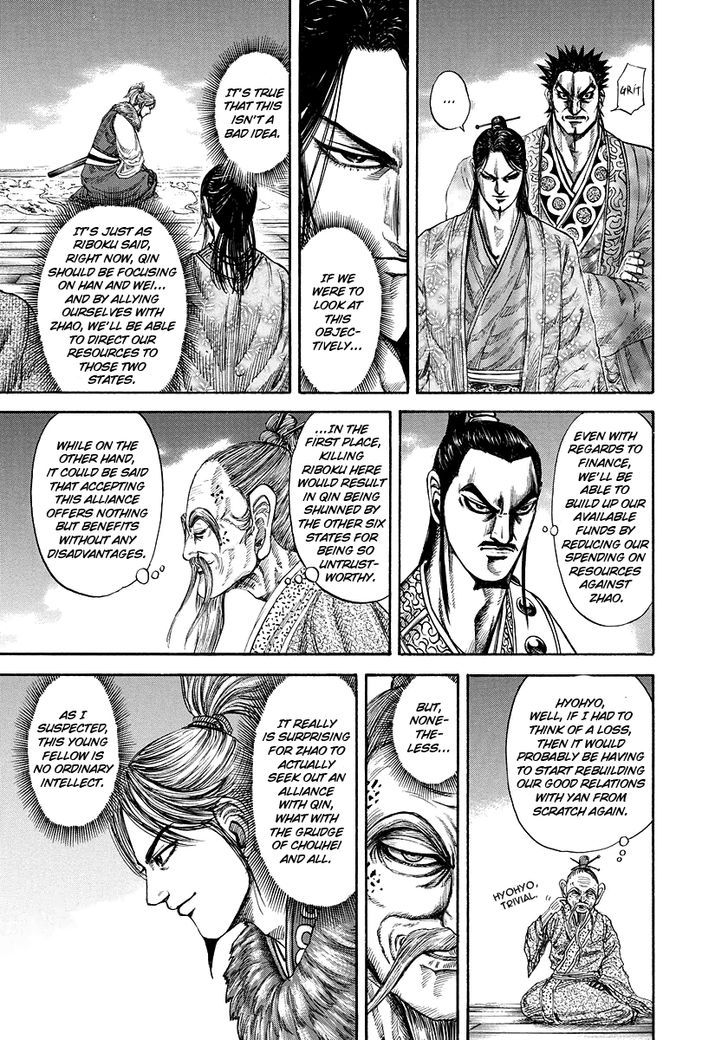 GRIT
...
IF WE
WERE TO
LOOK AT
THIS
OBJEC-
TIVELY...
IT'S TRUE
THAT THIS
ISN'T A
BAD IDEA.
IT'S JUST AS
RIBOKU SAID,
RIGHT NOW, QIN
SHOULD BE FOCUSING
ON HAN AND WEI...
AND BY ALLYING
OURSELVES WITH
ZHAO, WE'LL BE ABLE
TO DIRECT OUR
RESOURCES TO
THOSE TWO
STATES.
EVEN WITH
REGARDS TO
FINANCE,
WE'LL BE
ABLE TO
BUILD UP OUR
AVAILABLE
FUNDS BY
REDUCING OUR
SPENDING ON
RESOURCES
AGAINST
ZHAO.
...IN THE
FIRST PLACE,
KILLING
RIBOKU HERE
WOULD RESULT
IN QIN BEING
SHUNNED BY
THE OTHER SIX
STATES FOR
BEING SO
UNTRUST-
WORTHY.
WHILE ON THE
OTHER HAND,
IT COULD BE SAID
THAT ACCEPTING
THIS ALLIANCE
OFFERS NOTHING
BUT BENEFITS
WITHOUT ANY
DISADVANTAGES.
HYOHYO,
WELL, IF I HAD TO
THINK OF A LOSS,
THEN IT WOULD
PROBABLY BE HAVING
TO START REBUILDING
OUR GOOD RELATIONS
WITH YAN FROM
SCRATCH AGAIN.
HYOHYO,
TRIVIAL.
BUT,
NONE-
THE-
LESS...
IT REALLY
IS SURPRISING
FOR ZHAO TO
ACTUALLY
SEEK OUT AN
ALLIANCE
WITH QIN,
WHAT WITH
THE GRUDGE
OF CHOUHEI
AND ALL.
AS I
SUSPECTED,
THIS YOUNG
FELLOW IS
NO ORDINARY
INTELLECT.